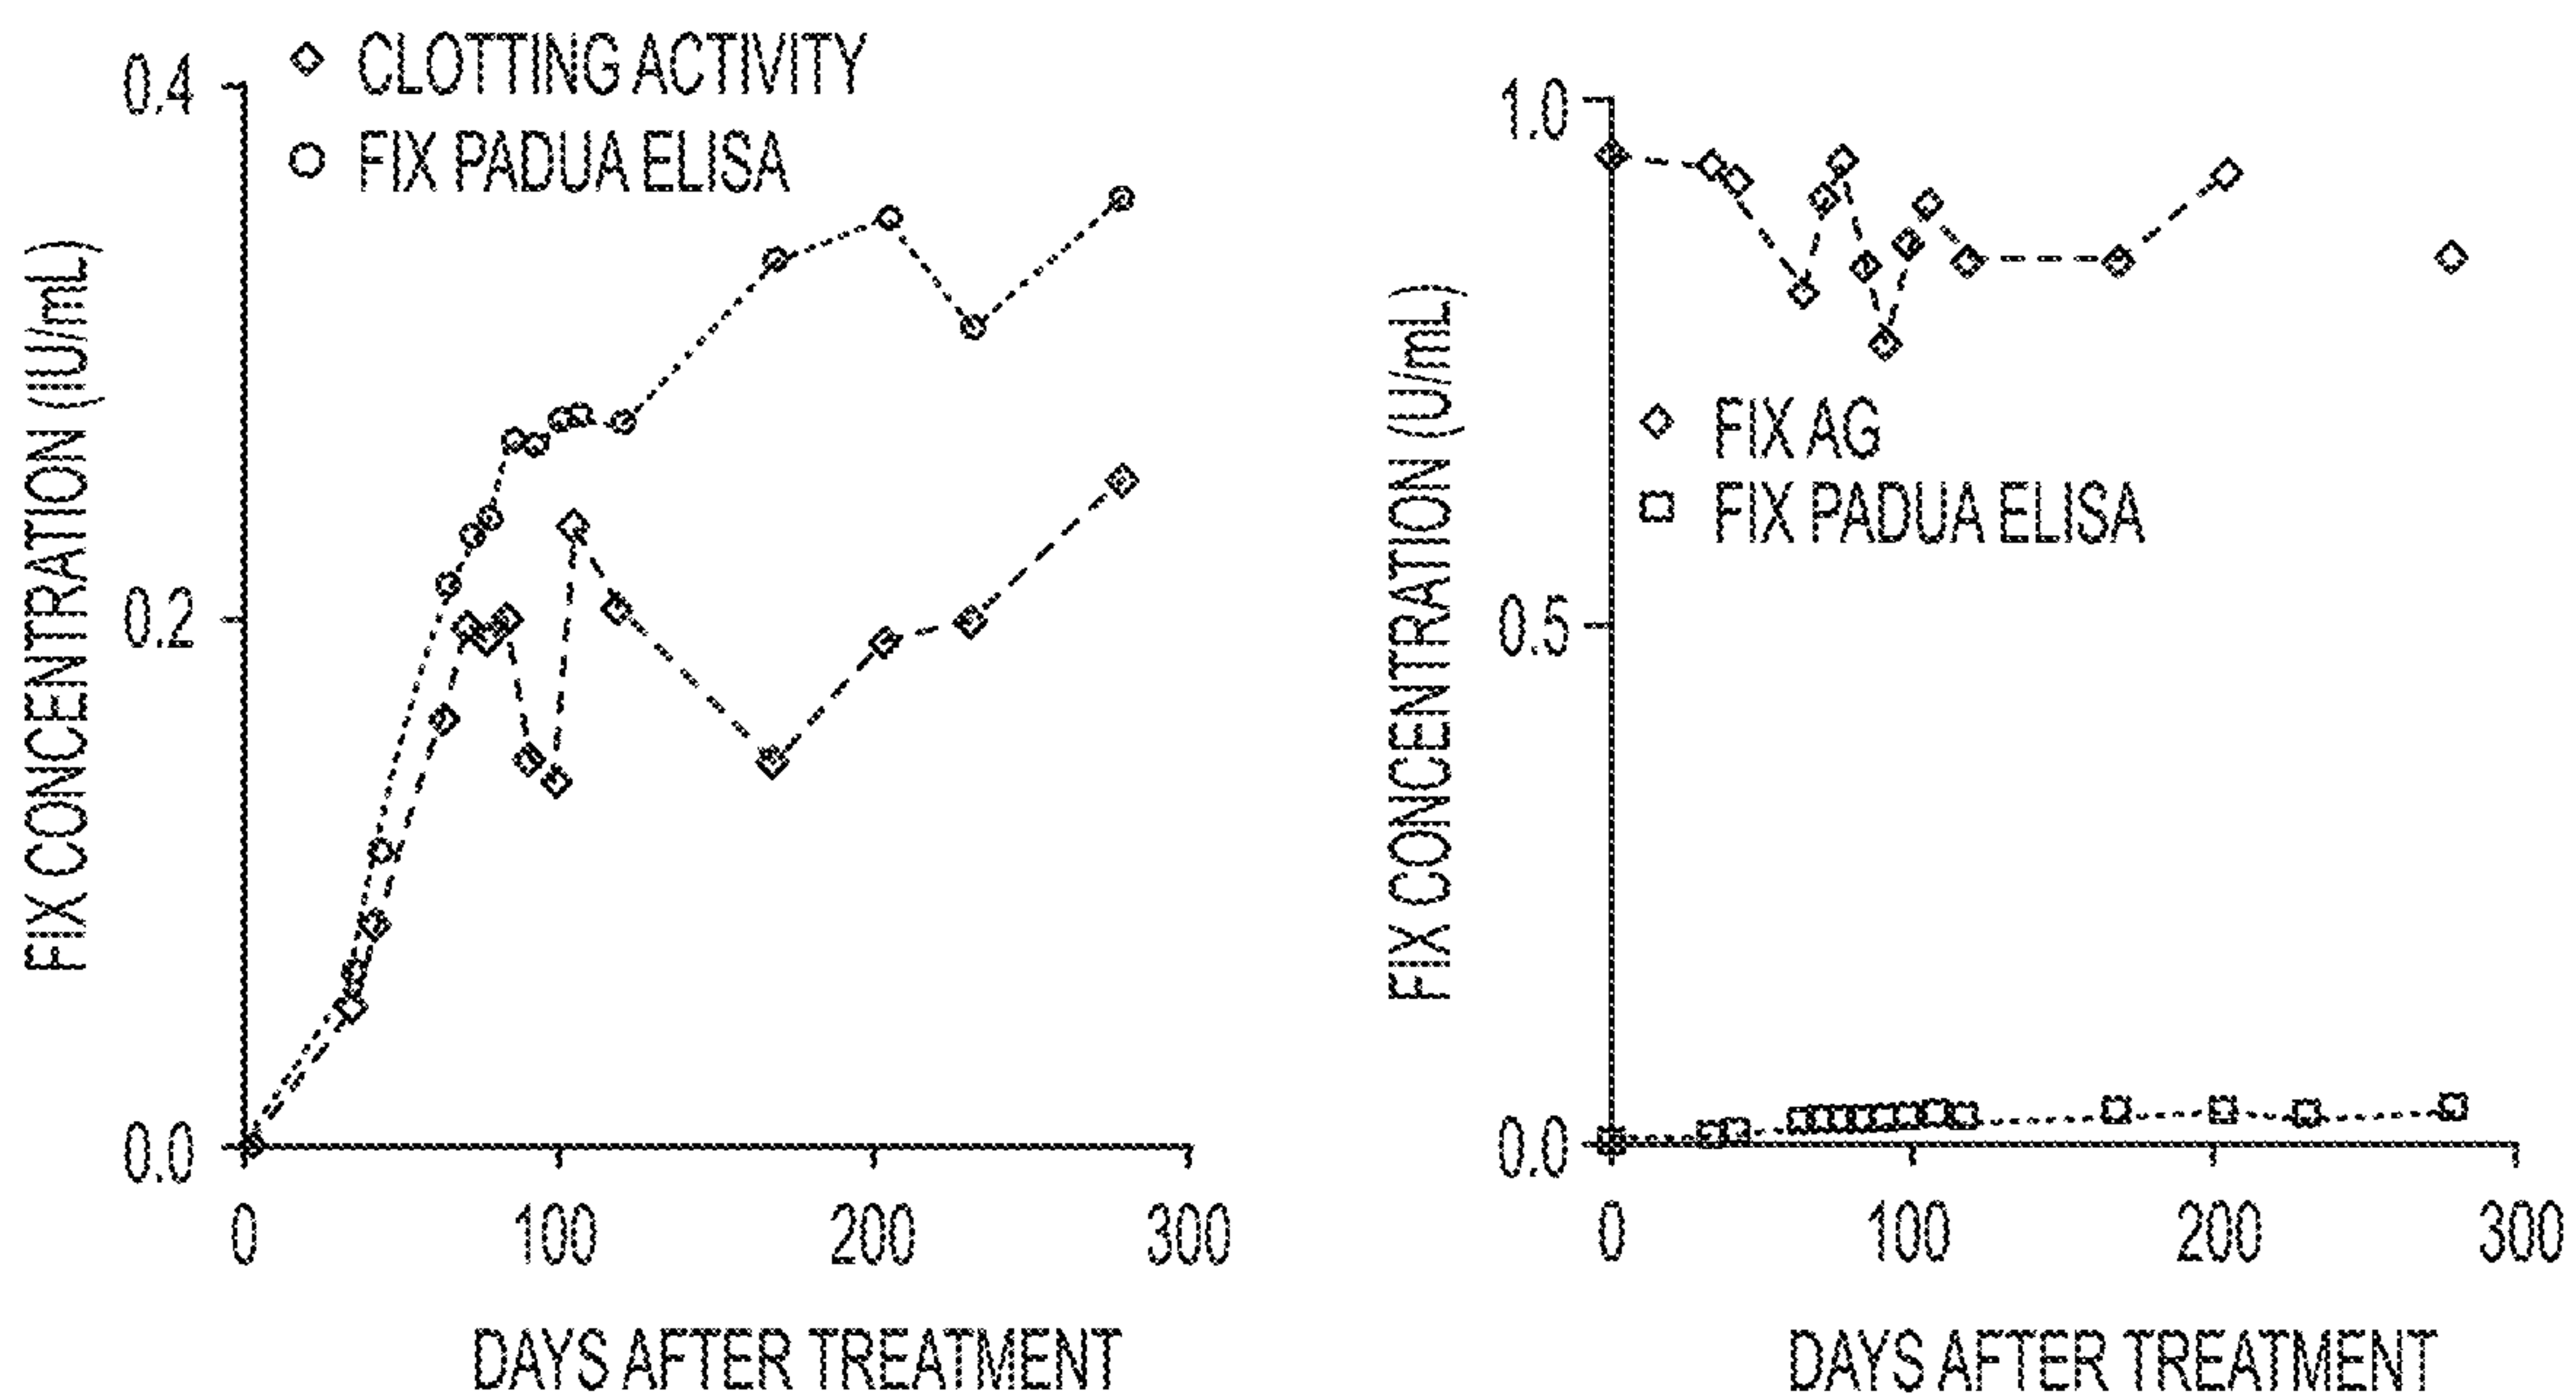 ◇ CLOTTING ACTIVITY
○ FIX PADUA ELISA
FIX CONCENTRATION (IU/mL)
0.4
0.2
0.0
0 100 200 300
DAYS AFTER TREATMENT
FIX CONCENTRATION (U/mL)
1.0
0.5
0.0
◇ FIX AG
□ FIX PADUA ELISA
0 100 200 300
DAYS AFTER TREATMENT